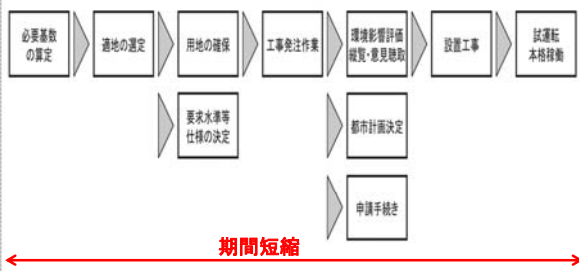 必要基数
の算定
適地の選定
用地の確保
工事発注作業
環境影響評価
縦覧・意見聴取
設置工事
試運転
本格稼働
要求水準等
仕様の決定
都市計画決定
申請手続き
期間短縮